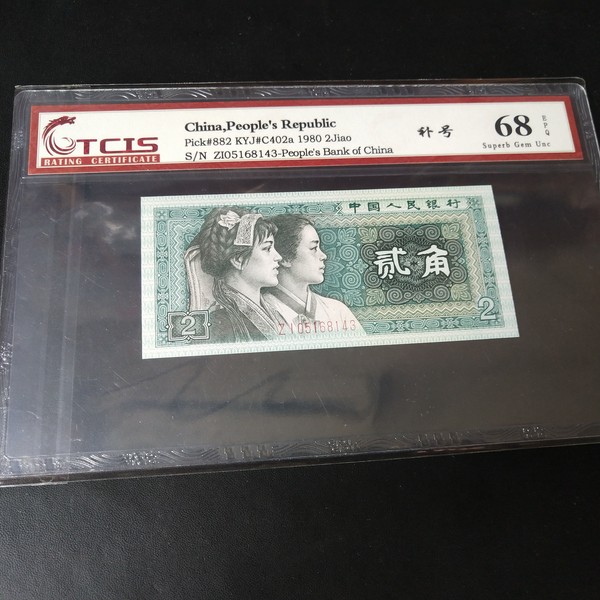 TCIS
RATING CERTIFICATE
China,People's Republic
Pick#882 KYJ#C402a 1980 2Jiao
S/N ZI05168143-People's Bank of China
补号
68 EPQ
Superb Gem Unc
中国人民银行
贰角
2
2
ZI05168143